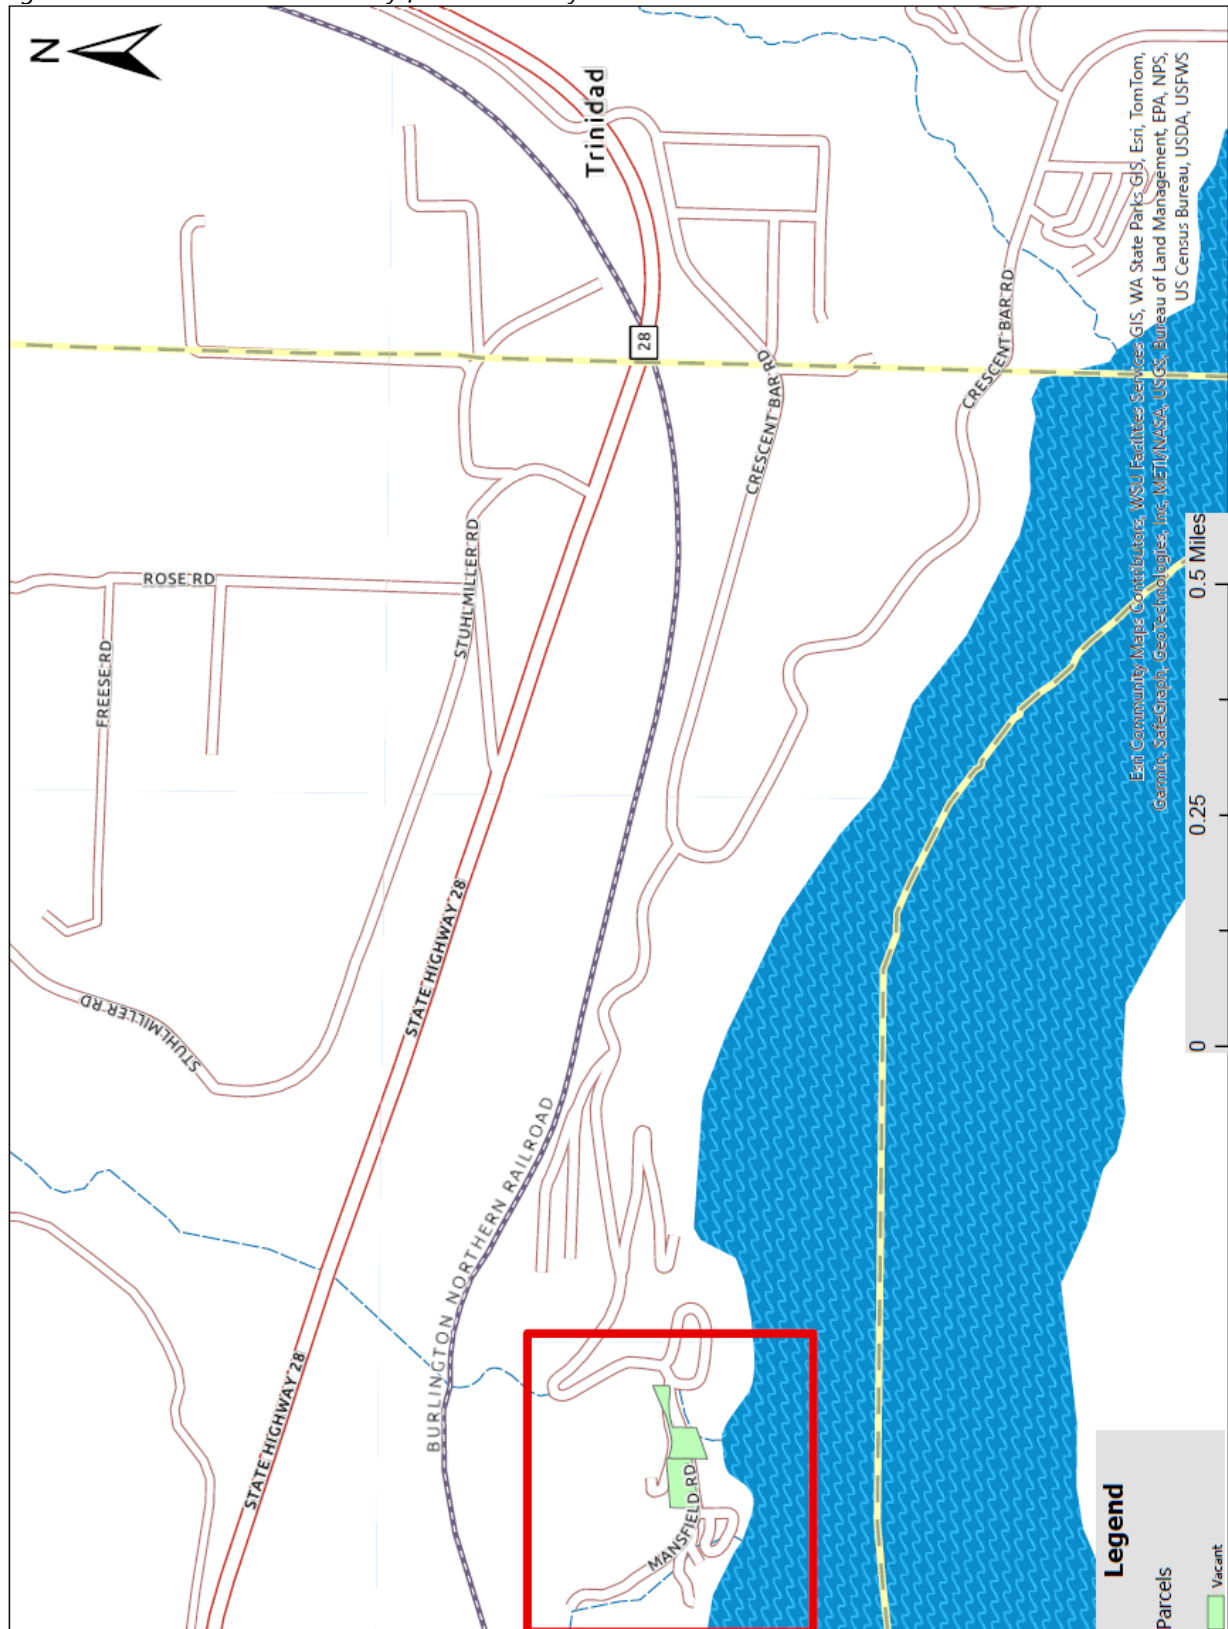 N
Trinidad
28
CRESCENT BAR RD
CRESCENT BAR RD
ROSE RD
STUHLMILLER RD
FREESE RD
STATE HIGHWAY 28
STUHLMILLER RD
BURLINGTON NORTHERN RAILROAD
STATE HIGHWAY 28
MANSFIELD RD
Esri Community Maps Contributors, WSU Facilities Services GIS, WA State Parks GIS, Esri, TomTom,
Garmin, SafeGraph, GeoTechnologies, Inc, METI/NASA, USGS, Bureau of Land Management, EPA, NPS,
US Census Bureau, USDA, USFWS
0 0.25 0.5 Miles
Legend
Parcels
Vacant